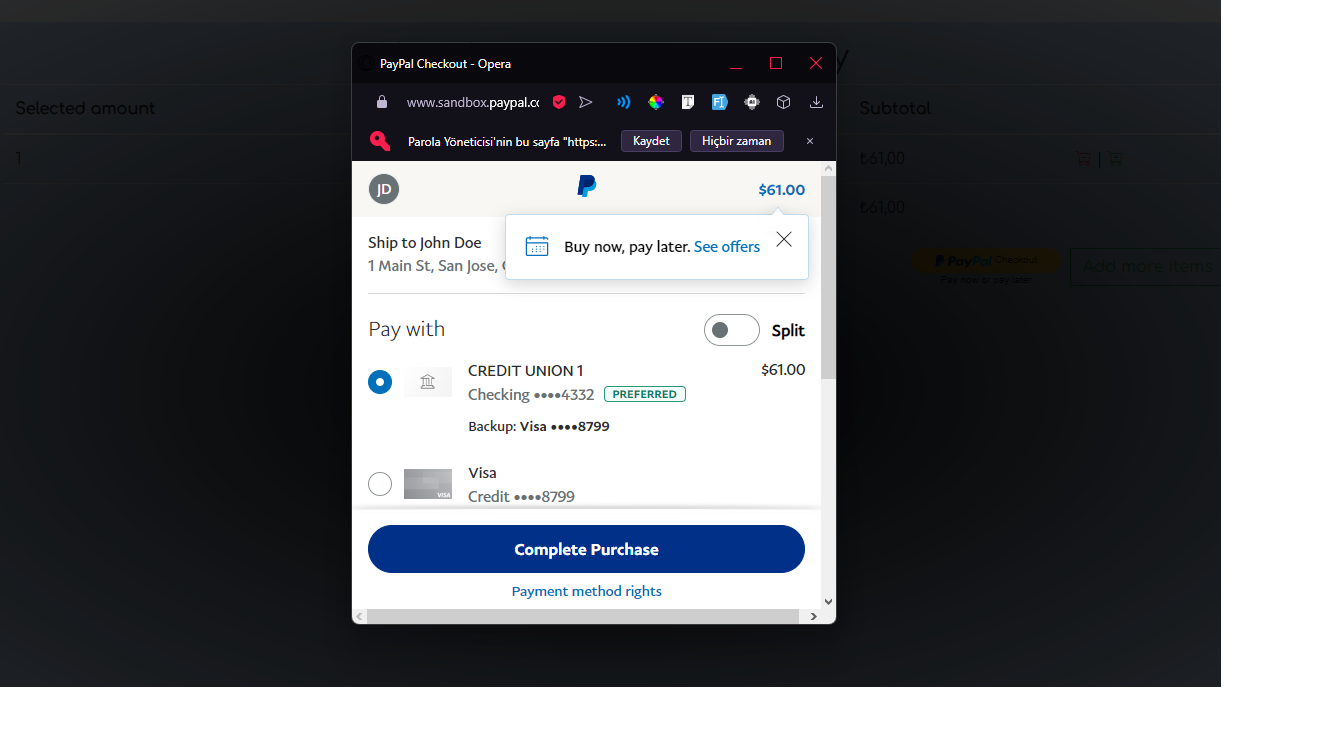 PayPal Checkout - Opera
www.sandbox.paypal.cc
Parola Yöneticisi'nin bu sayfa "https:...
Kaydet
Hiçbir zaman
Selected amount
Subtotal
1
₺61,00
|
₺61,00
PayPal Checkout
Pay now or pay later
Add more Items
JD
$61.00
Buy now, pay later. See offers
Ship to John Doe
1 Main St, San Jose,
Pay with
Split
CREDIT UNION 1
$61.00
Checking ••••4332 PREFERRED
Backup: Visa ••••8799
Visa
VISA
Credit ••••8799
Complete Purchase
Payment method rights